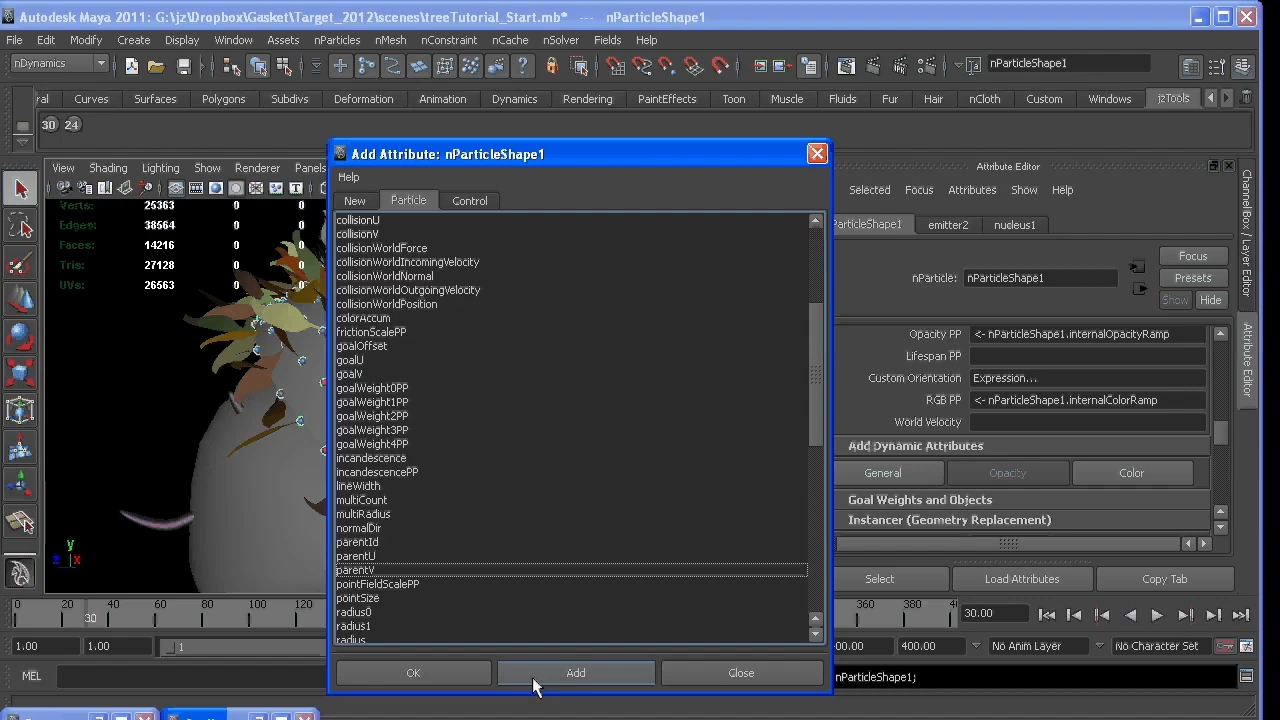 Autodesk Maya 2011: G:\jz\Dropbox\Gasket\Target_2012\scenes\treeTutorial_Start.mb* --- nParticleShape1
File Edit Modify Create Display Window Assets nParticles nMesh nConstraint nCache nSolver Fields Help
nDynamics
nParticleShape1
ral Curves Surfaces Polygons Subdivs Deformation Animation Dynamics Rendering PaintEffects Toon Muscle Fluids Fur Hair nCloth Custom Windows jzTools
30 24
View Shading Lighting Show Renderer Panels
Verts: 25363 0 0
Edges: 38564 0 0
Faces: 14216 0 0
Tris: 27128 0 0
UVs: 26563 0 0
Add Attribute: nParticleShape1
Help
New Particle Control
collisionU
collisionV
collisionWorldForce
collisionWorldIncomingVelocity
collisionWorldNormal
collisionWorldOutgoingVelocity
collisionWorldPosition
colorAccum
frictionScalePP
goalOffset
goalU
goalV
goalWeight0PP
goalWeight1PP
goalWeight2PP
goalWeight3PP
goalWeight4PP
incandescence
incandescencePP
lineWidth
multiCount
multiRadius
normalDir
parentId
parentU
parentV
pointFieldScalePP
pointSize
radius0
radius1
radius
OK Add Close
Attribute Editor
Selected Focus Attributes Show Help
ParticleShape1 emitter2 nucleus1
Focus
nParticle: nParticleShape1
Presets
Show Hide
Opacity PP <- nParticleShape1.internalOpacityRamp
Lifespan PP
Custom Orientation Expression...
RGB PP <- nParticleShape1.internalColorRamp
World Velocity
Add Dynamic Attributes
General Opacity Color
Goal Weights and Objects
Instancer (Geometry Replacement)
Select Load Attributes Copy Tab
Channel Box / Layer Editor
Attribute Editor
y
z x
0 20 30 40 60 80 100 120 360 380 30.00
1.00 1.00 1 400.00 No Anim Layer No Character Set
MEL nParticleShape1;